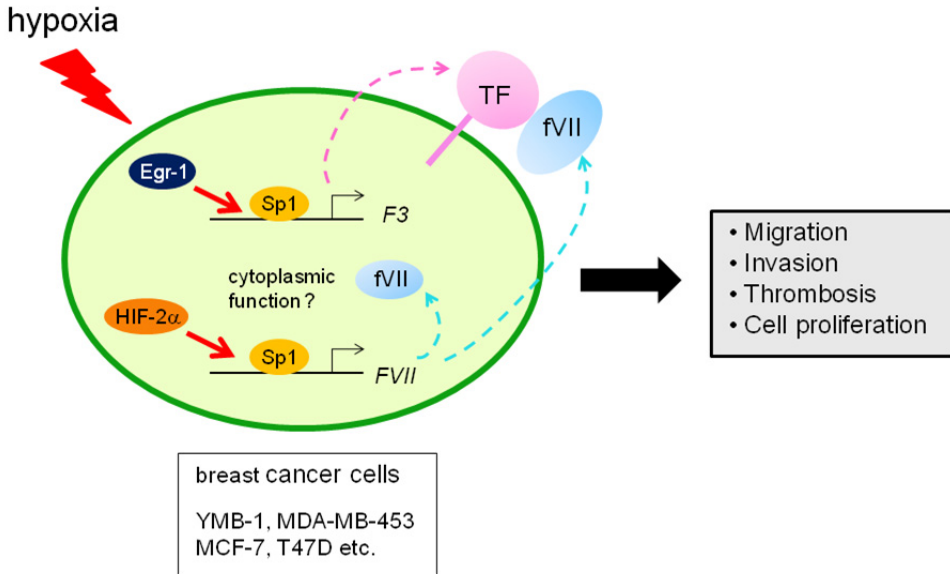 hypoxia
TF
fVII
Egr-1
Sp1
F3
cytoplasmic
function ?
fVII
HIF-2α
Sp1
FVII
• Migration
• Invasion
• Thrombosis
• Cell proliferation
breast cancer cells
YMB-1, MDA-MB-453
MCF-7, T47D etc.